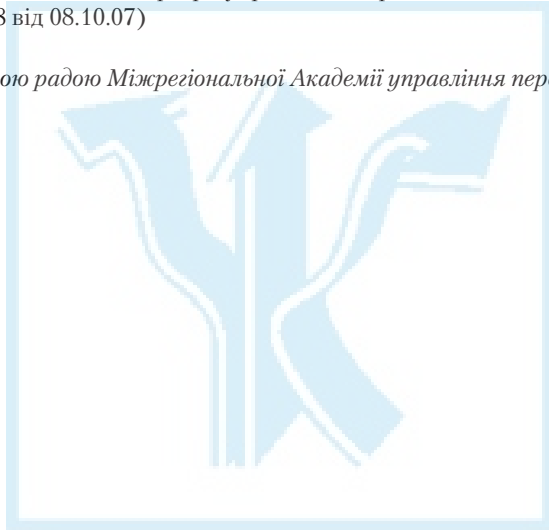 8 від 08.10.07)
ою радою Міжрегіональної Академії управління пер